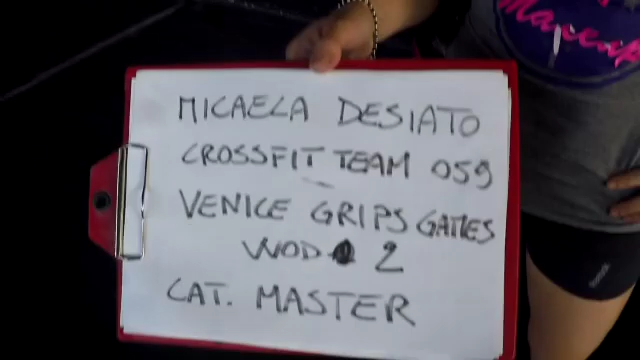 MICAELA DESIATO
CROSSFIT TEAM 059
VENICE GRIPS GAMES
WOD 2
CAT. MASTER